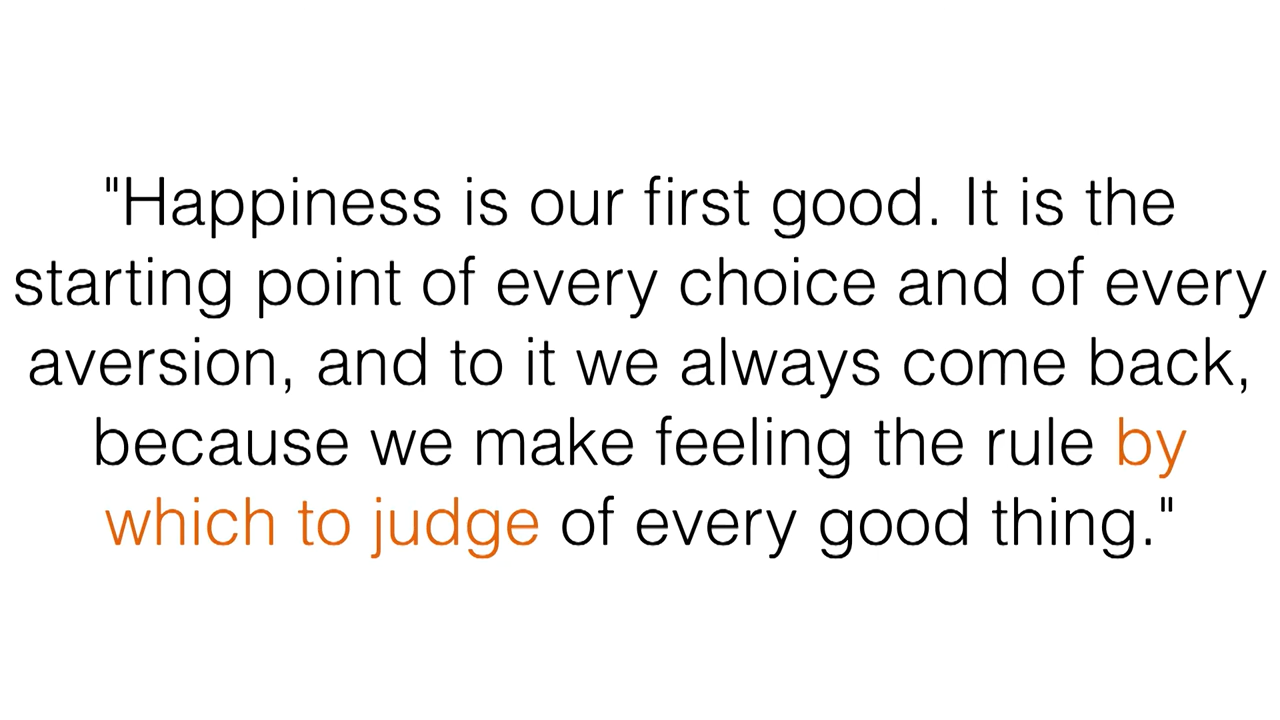 "Happiness is our first good. It is the
starting point of every choice and of every
aversion, and to it we always come back,
because we make feeling the rule by
which to judge of every good thing."